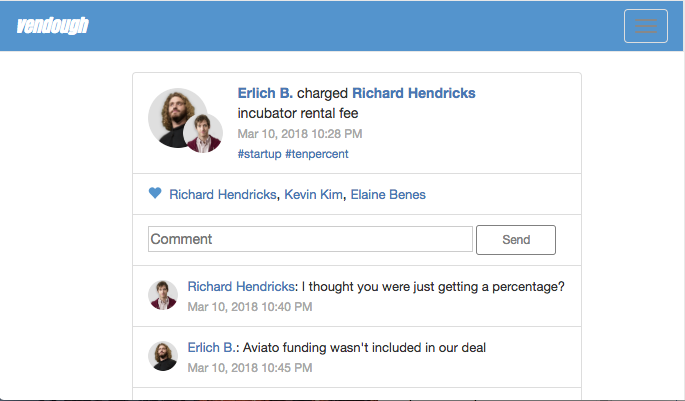 vendough
Erlich B. charged Richard Hendricks
incubator rental fee
Mar 10, 2018 10:28 PM
#startup #tenpercent
Richard Hendricks, Kevin Kim, Elaine Benes
Comment
Send
Richard Hendricks: I thought you were just getting a percentage?
Mar 10, 2018 10:40 PM
Erlich B.: Aviato funding wasn't included in our deal
Mar 10, 2018 10:45 PM